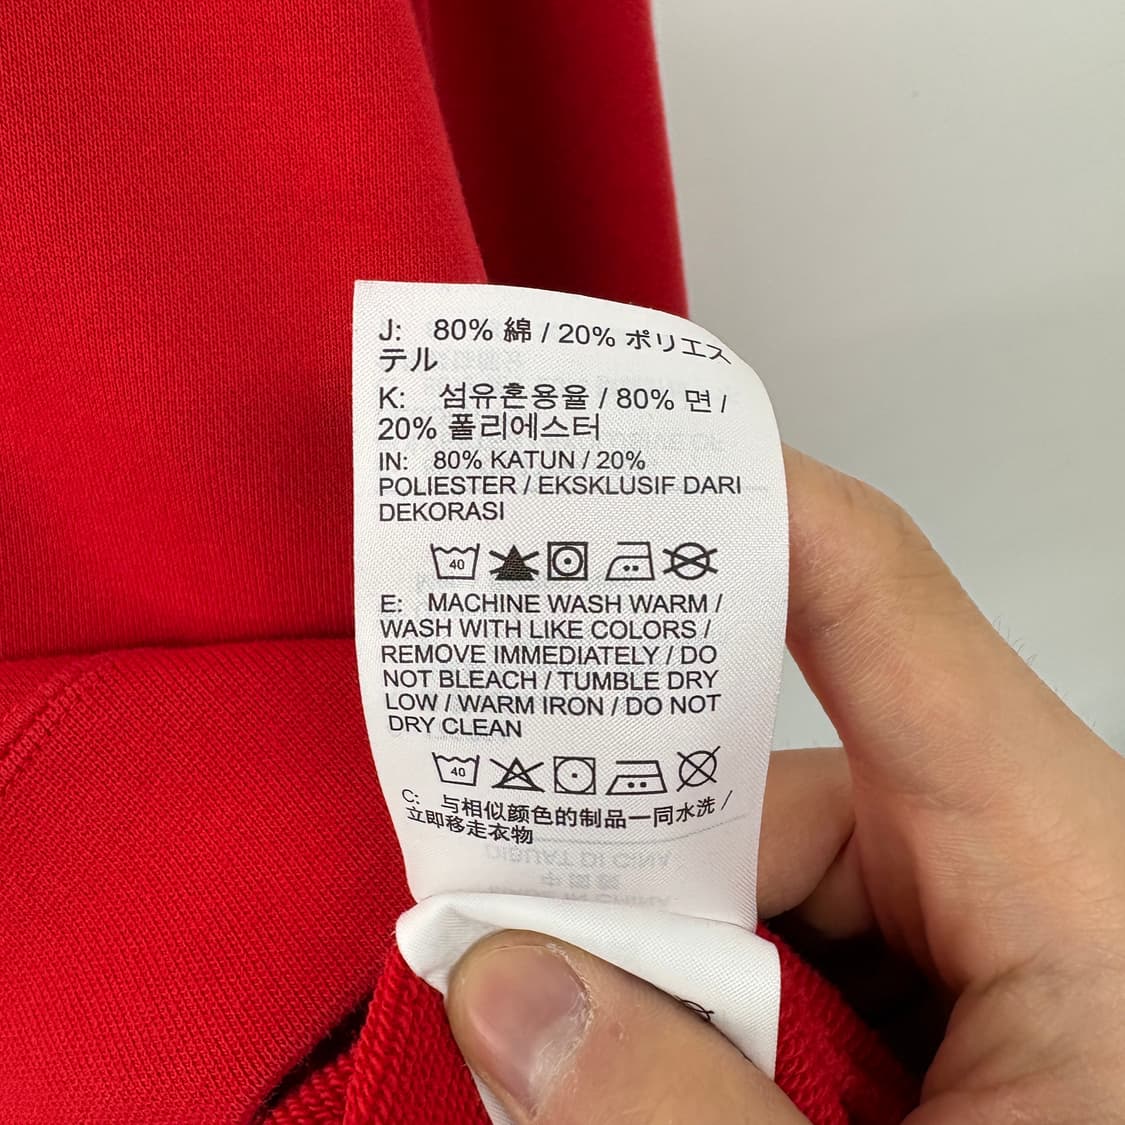 J: 80% 綿 / 20% ポリエス
テル
K: 섬유혼용율 / 80% 면 /
20% 폴리에스터
IN: 80% KATUN / 20%
POLIESTER / EKSKLUSIF DARI
DEKORASI
40
E: MACHINE WASH WARM /
WASH WITH LIKE COLORS /
REMOVE IMMEDIATELY / DO
NOT BLEACH / TUMBLE DRY
LOW / WARM IRON / DO NOT
DRY CLEAN
40
C: 与相似颜色的制品一同水洗 /
立即移走衣物